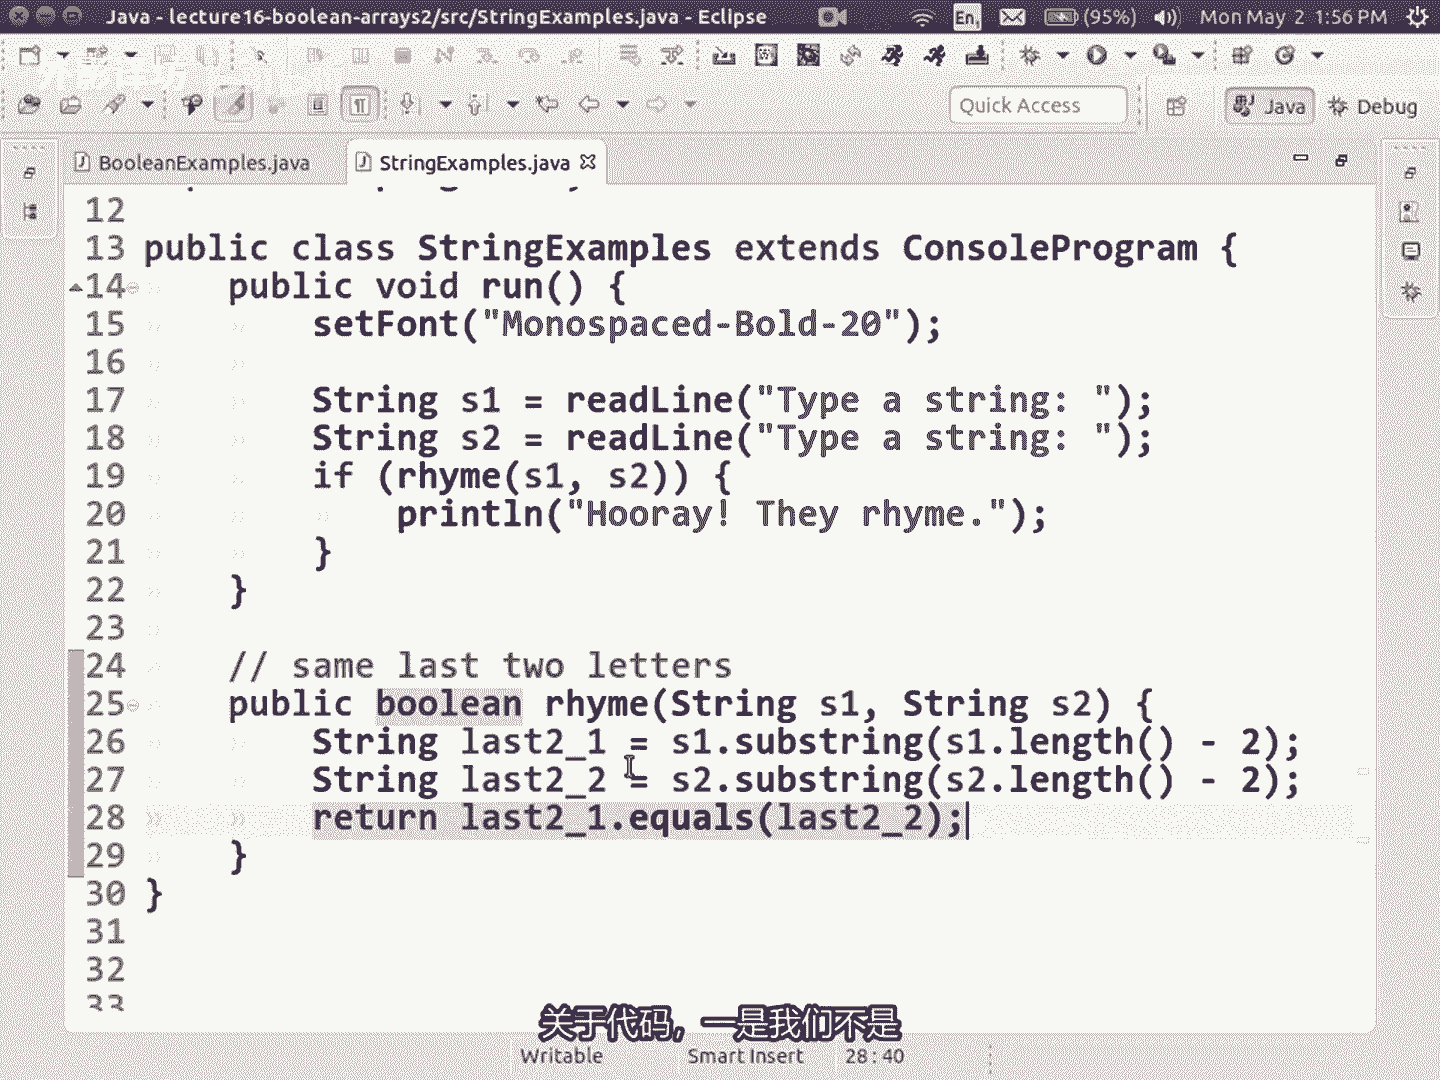 Java - lecture16-boolean-arrays2/src/StringExamples.java - Eclipse
En
(95%)
Mon May 2 1:56 PM
Quick Access
Java
Debug
BooleanExamples.java
StringExamples.java
12
13 public class StringExamples extends ConsoleProgram {
14 public void run() {
15 setFont("Monospaced-Bold-20");
16
17 String s1 = readLine("Type a string: ");
18 String s2 = readLine("Type a string: ");
19 if (rhyme(s1, s2)) {
20 println("Hooray! They rhyme.");
21 }
22 }
23
24 // same last two letters
25 public boolean rhyme(String s1, String s2) {
26 String last2_1 = s1.substring(s1.length() - 2);
27 String last2_2 = s2.substring(s2.length() - 2);
28 return last2_1.equals(last2_2);
29 }
30 }
31
32
33
关于代码，一是我们不是
Writable
Smart Insert
28:40